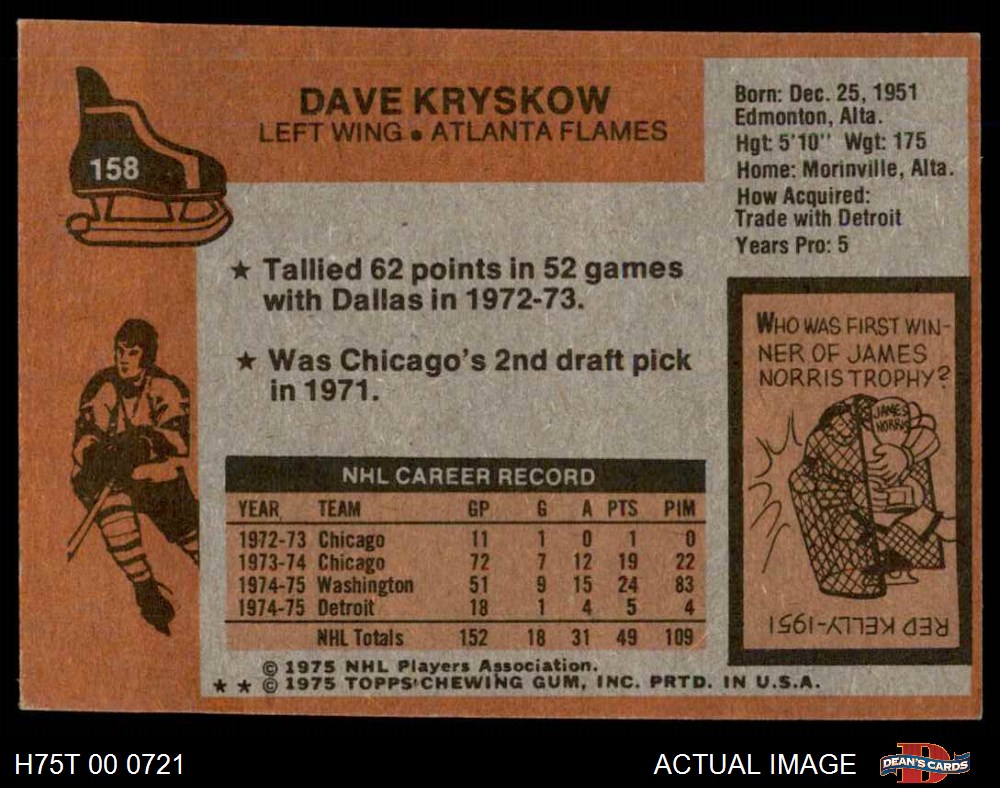 158
DAVE KRYSKOW
LEFT WING • ATLANTA FLAMES
Born: Dec. 25, 1951
Edmonton, Alta.
Hgt: 5'10" Wgt: 175
Home: Morinville, Alta.
How Acquired:
Trade with Detroit
Years Pro: 5
★ Tallied 62 points in 52 games
with Dallas in 1972-73.
★ Was Chicago's 2nd draft pick
in 1971.
NHL CAREER RECORD
YEAR TEAM GP G A PTS PIM
1972-73 Chicago 11 1 0 1 0
1973-74 Chicago 72 7 12 19 22
1974-75 Washington 51 9 15 24 83
1974-75 Detroit 18 1 4 5 4
NHL Totals 152 18 31 49 109
© 1975 NHL Players Association.
★ ★ © 1975 TOPPS CHEWING GUM, INC. PRTD. IN U.S.A.
WHO WAS FIRST WIN-
NER OF JAMES
NORRIS TROPHY?
JAMES
NORRIS
RED KELLY-1951
H75T 00 0721
ACTUAL IMAGE
D
DEAN'S CARDS